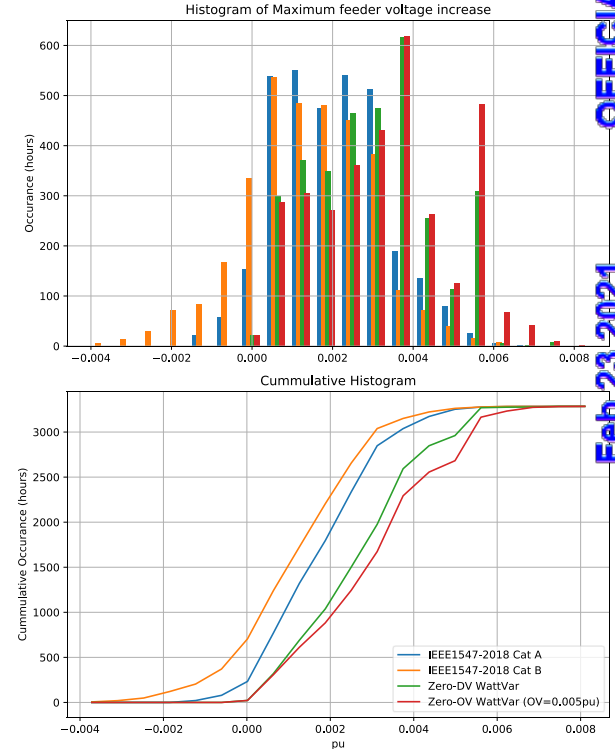 Histogram of Maximum feeder voltage increase
600
500
400
300
200
100
0
Occurance (hours)
−0.004
−0.002
0.000
0.002
0.004
0.006
0.008
Cummulative Histogram
3000
2500
2000
1500
1000
500
0
Cummulative Occurance (hours)
IEEE1547-2018 Cat A
IEEE1547-2018 Cat B
Zero-DV WattVar
Zero-OV WattVar (OV=0.005pu)
−0.004
−0.002
0.000
0.002
0.004
0.006
0.008
pu
Feb 23 2021